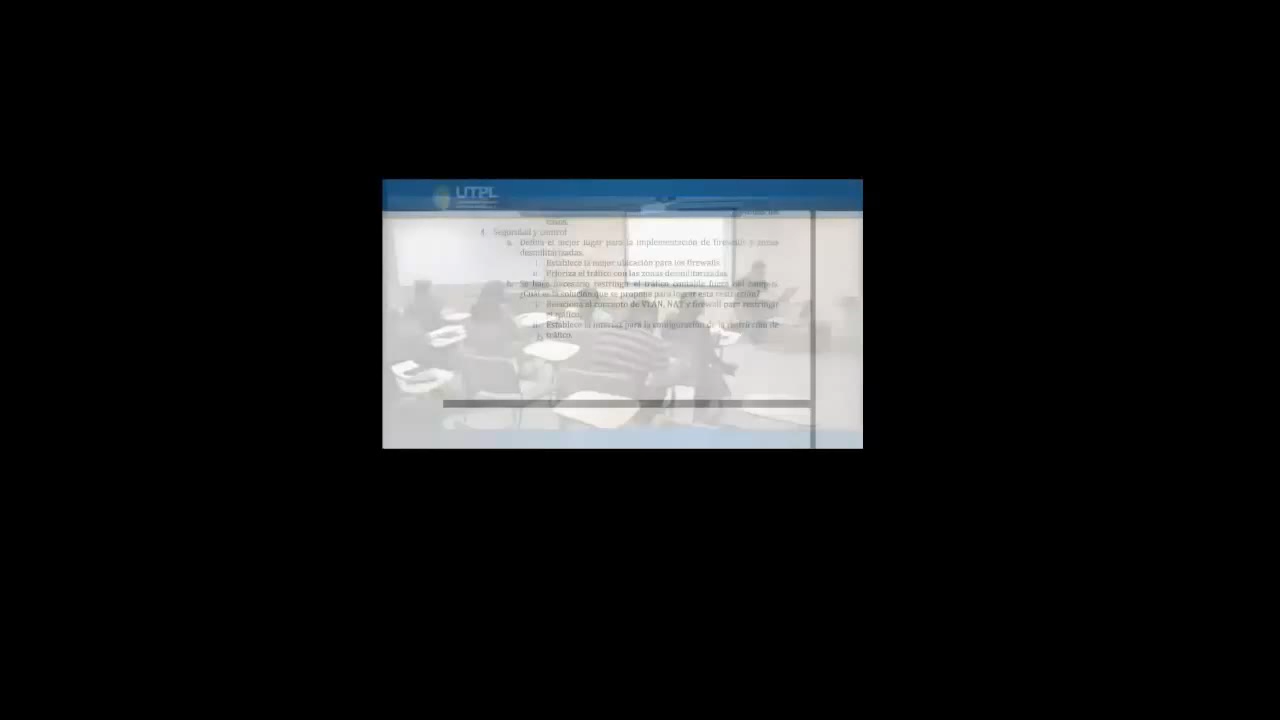 UTPL
4. Seguridad y control
a. Defina el mejor lugar para la implementación de firewalls y zonas
desmilitarizadas.
i. Establece la mejor ubicación para los firewalls
ii. Prioriza el tráfico con las zonas desmilitarizadas
b. Se hace necesario restringir el tráfico contable fuera del campus.
¿Cuál es la solución que se propone para lograr esta restricción?
i. Relaciona el concepto de VLAN, NAT y firewall para restringir
el tráfico.
ii. Establece la interfaz para la configuración de la restricción de
tráfico